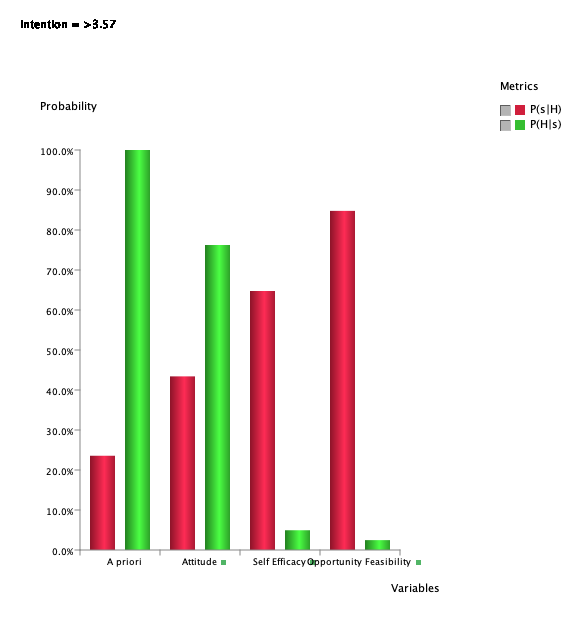 Intention = >3.57
Metrics
P(s|H)
P(H|s)
Probability
100.0%
90.0%
80.0%
70.0%
60.0%
50.0%
40.0%
30.0%
20.0%
10.0%
0.0%
A priori Attitude Self Efficacy Opportunity Feasibility
Variables